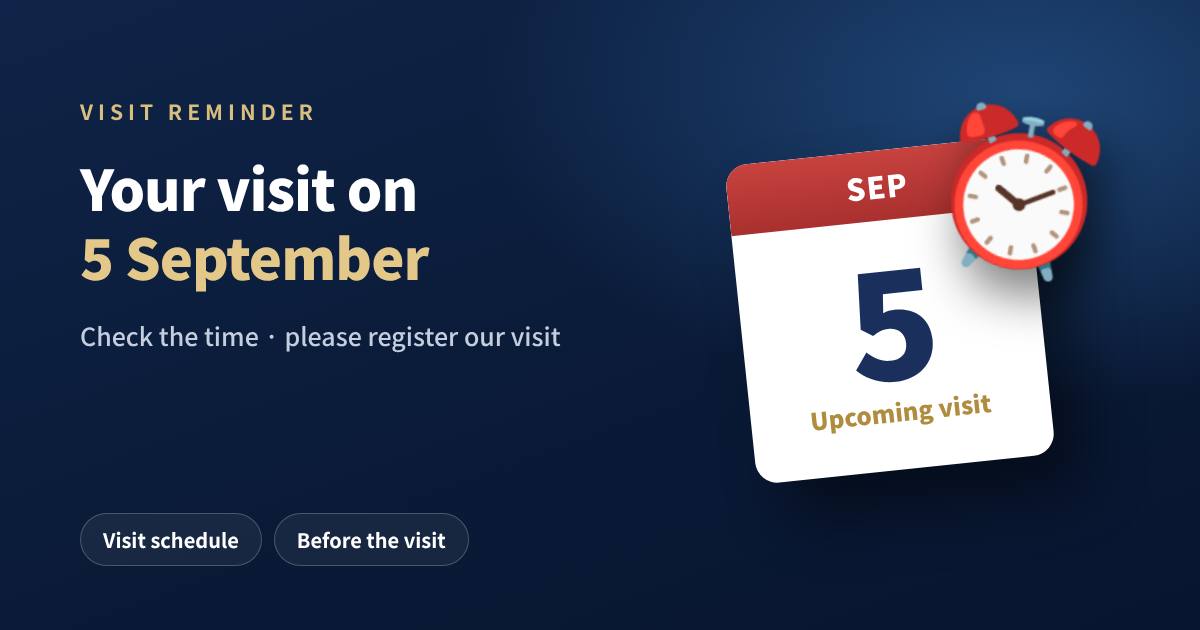 VISIT REMINDER
Your visit on
5 September
Check the time · please register our visit
Visit schedule
Before the visit
SEP
5
Upcoming visit